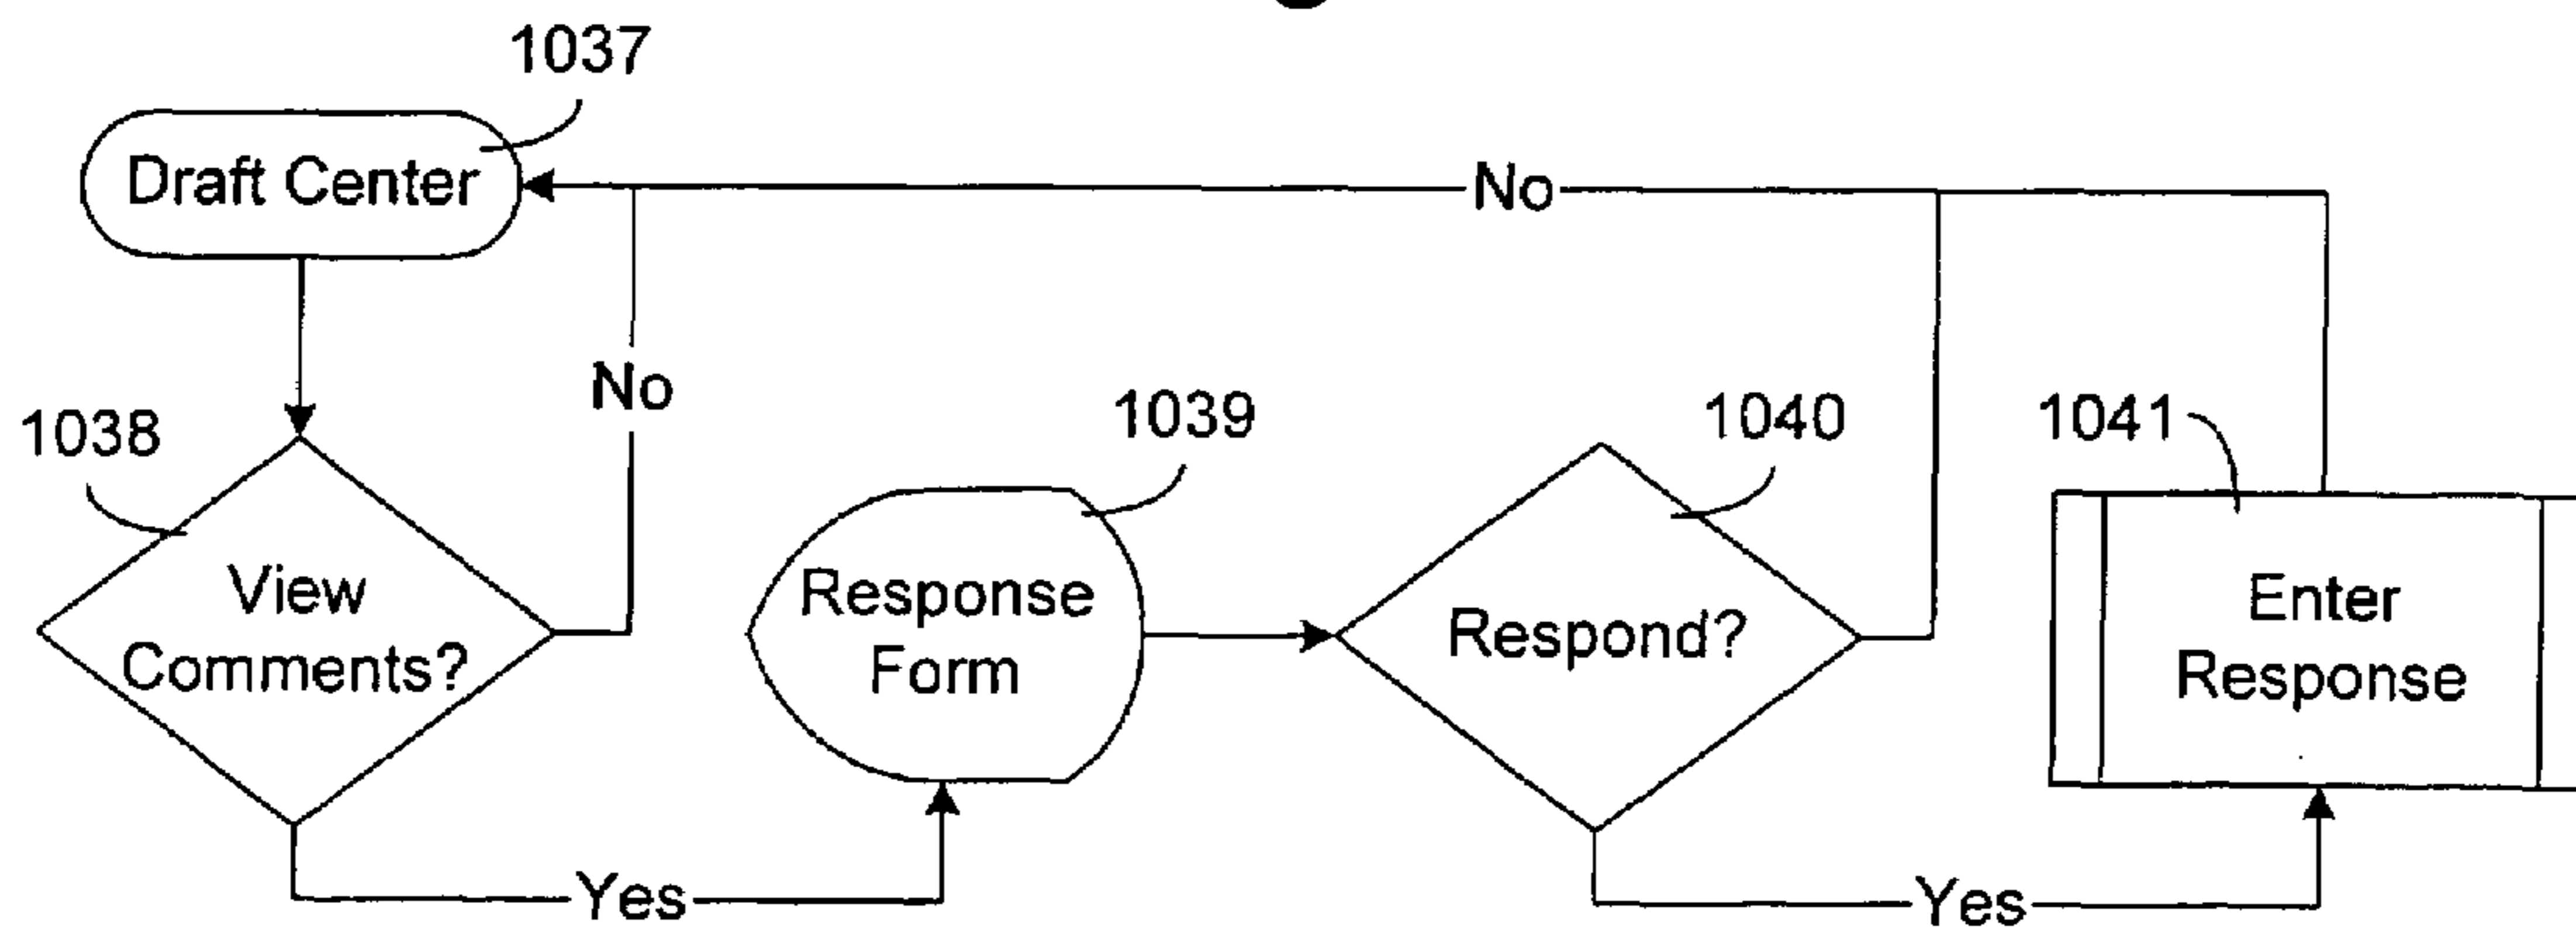 1037
Draft Center
No
No
1038
1039
1040
1041
View
Comments?
Response
Form
Respond?
Enter
Response
Yes
Yes